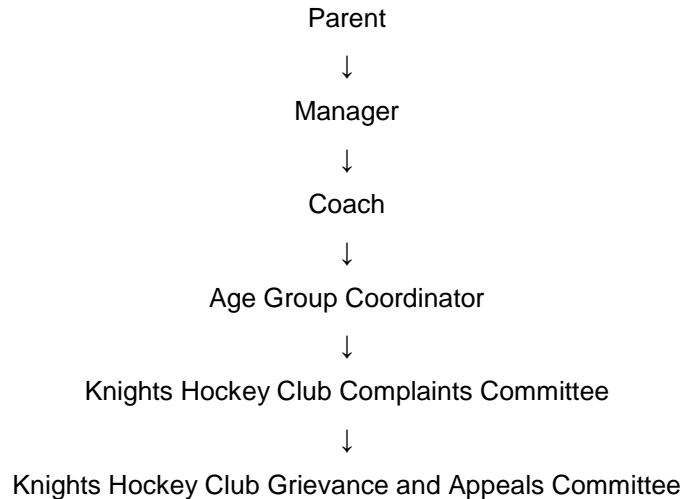 Parent
↓
Manager
↓
Coach
↓
Age Group Coordinator
↓
Knights Hockey Club Complaints Committee
↓
Knights Hockey Club Grievance and Appeals Committee